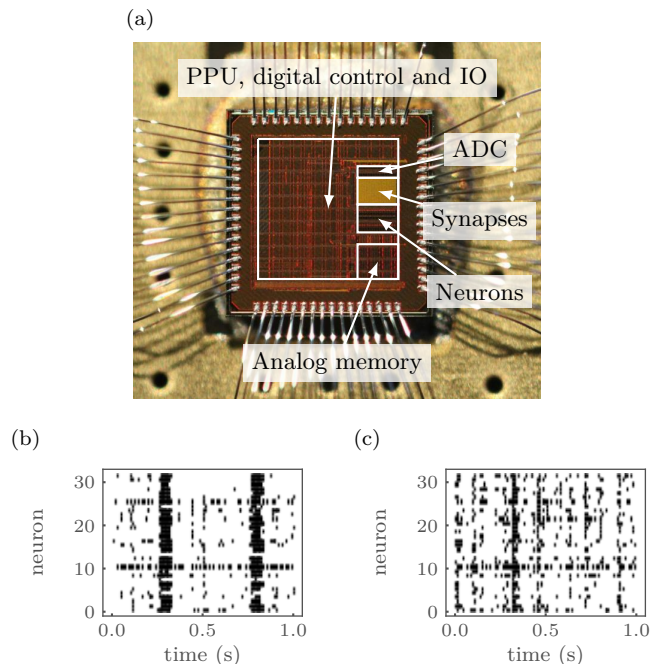 (a)
PPU, digital control and IO
ADC
Synapses
Neurons
Analog memory
(b)
(c)
30
20
10
0
neuron
0.0 0.5 1.0
time (s)
30
20
10
0
neuron
0.0 0.5 1.0
time (s)